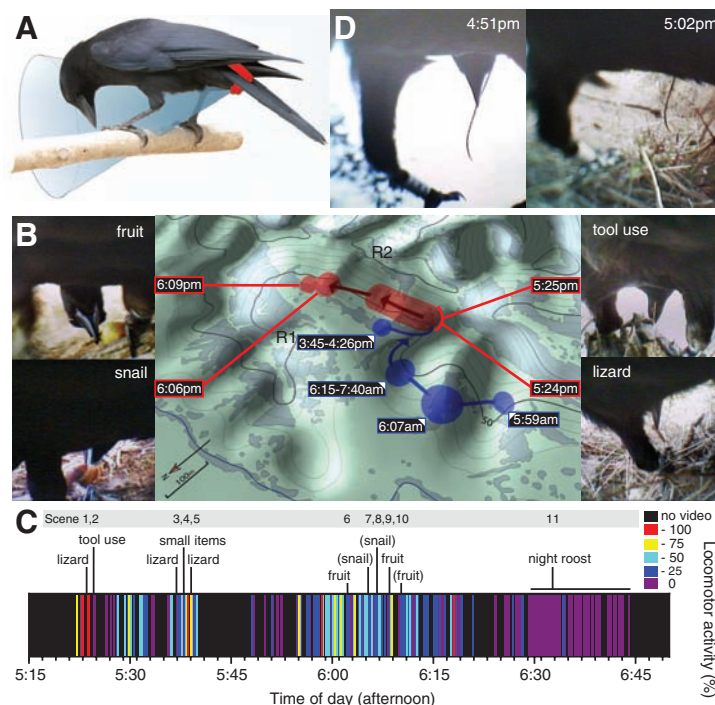 A
D
4:51pm
5:02pm
B
fruit
tool use
R2
6:09pm
5:25pm
R1
3:45-4:26pm
snail
lizard
6:06pm
6:15-7:40am
5:24pm
6:07am
50
5:59am
N
100m
C
Scene 1,2
3,4,5
6
7,8,9,10
11
no video
- 100
- 75
- 50
- 25
0
Locomotor activity (%)
tool use
small items
(snail)
lizard
lizard
lizard
(snail)
fruit
night roost
fruit
(fruit)
5:15
5:30
5:45
6:00
6:15
6:30
6:45
Time of day (afternoon)